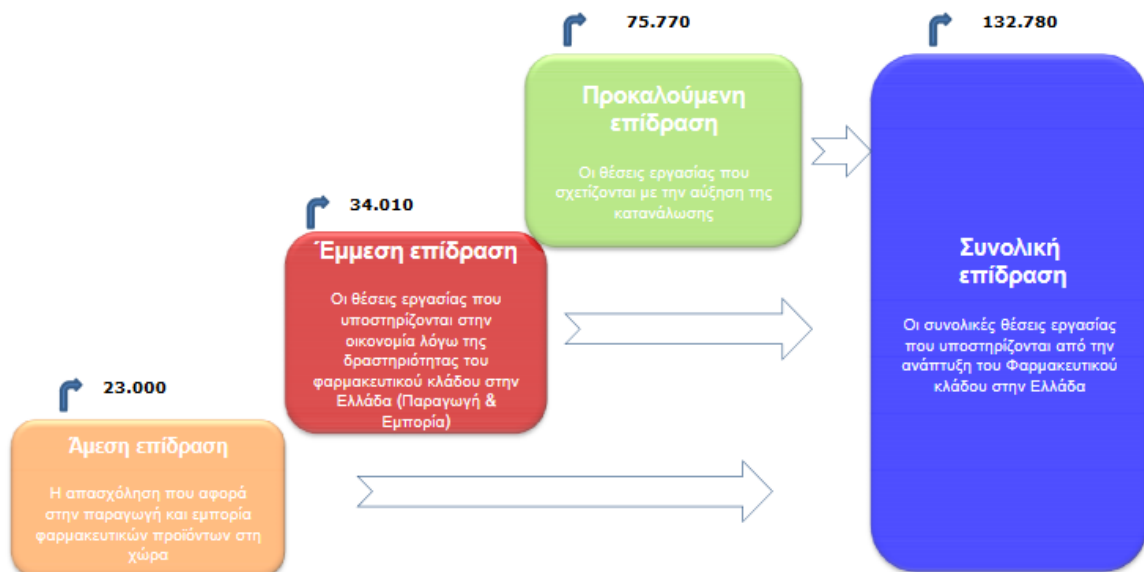 75.770
132.780
Προκαλούμενη
επίδραση
Οι θέσεις εργασίας που
σχετίζονται με την αύξηση της
κατανάλωσης
34.010
Έμμεση επίδραση
Οι θέσεις εργασίας που
υποστηρίζονται στην
οικονομία λόγω της
δραστηριότητας του
φαρμακευτικού κλάδου στην
Ελλάδα (Παραγωγή &
Εμπορία)
Συνολική
επίδραση
Οι συνολικές θέσεις εργασίας
που υποστηρίζονται από την
ανάπτυξη του Φαρμακευτικού
κλάδου στην Ελλάδα
23.000
Άμεση επίδραση
Η απασχόληση που αφορά
στην παραγωγή και εμπορία
φαρμακευτικών προϊόντων στη
χώρα